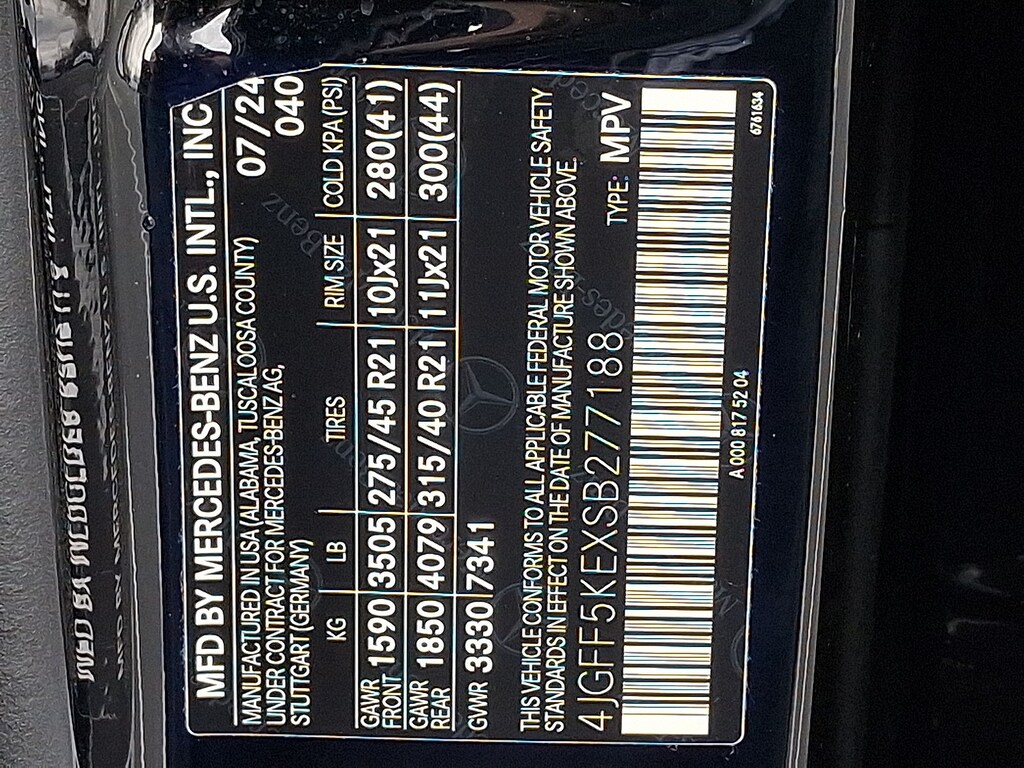 MFD BY MERCEDES-BENZ U.S. INTL., INC
MANUFACTURED IN USA (ALABAMA, TUSCALOOSA COUNTY) 07/24
UNDER CONTRACT FOR MERCEDES-BENZ AG, 040
STUTTGART (GERMANY)
KG LB TIRES RIM SIZE COLD KPA (PSI)
GAWR FRONT 1590 3505 275/45 R21 10Jx21 280(41)
GAWR REAR 1850 4079 315/40 R21 11Jx21 300(44)
GVWR 3330 7341
THIS VEHICLE CONFORMS TO ALL APPLICABLE FEDERAL MOTOR VEHICLE SAFETY
STANDARDS IN EFFECT ON THE DATE OF MANUFACTURE SHOWN ABOVE.
4JGFF5KEXSB277188 TYPE: MPV
A 000 817 52 04 6761634